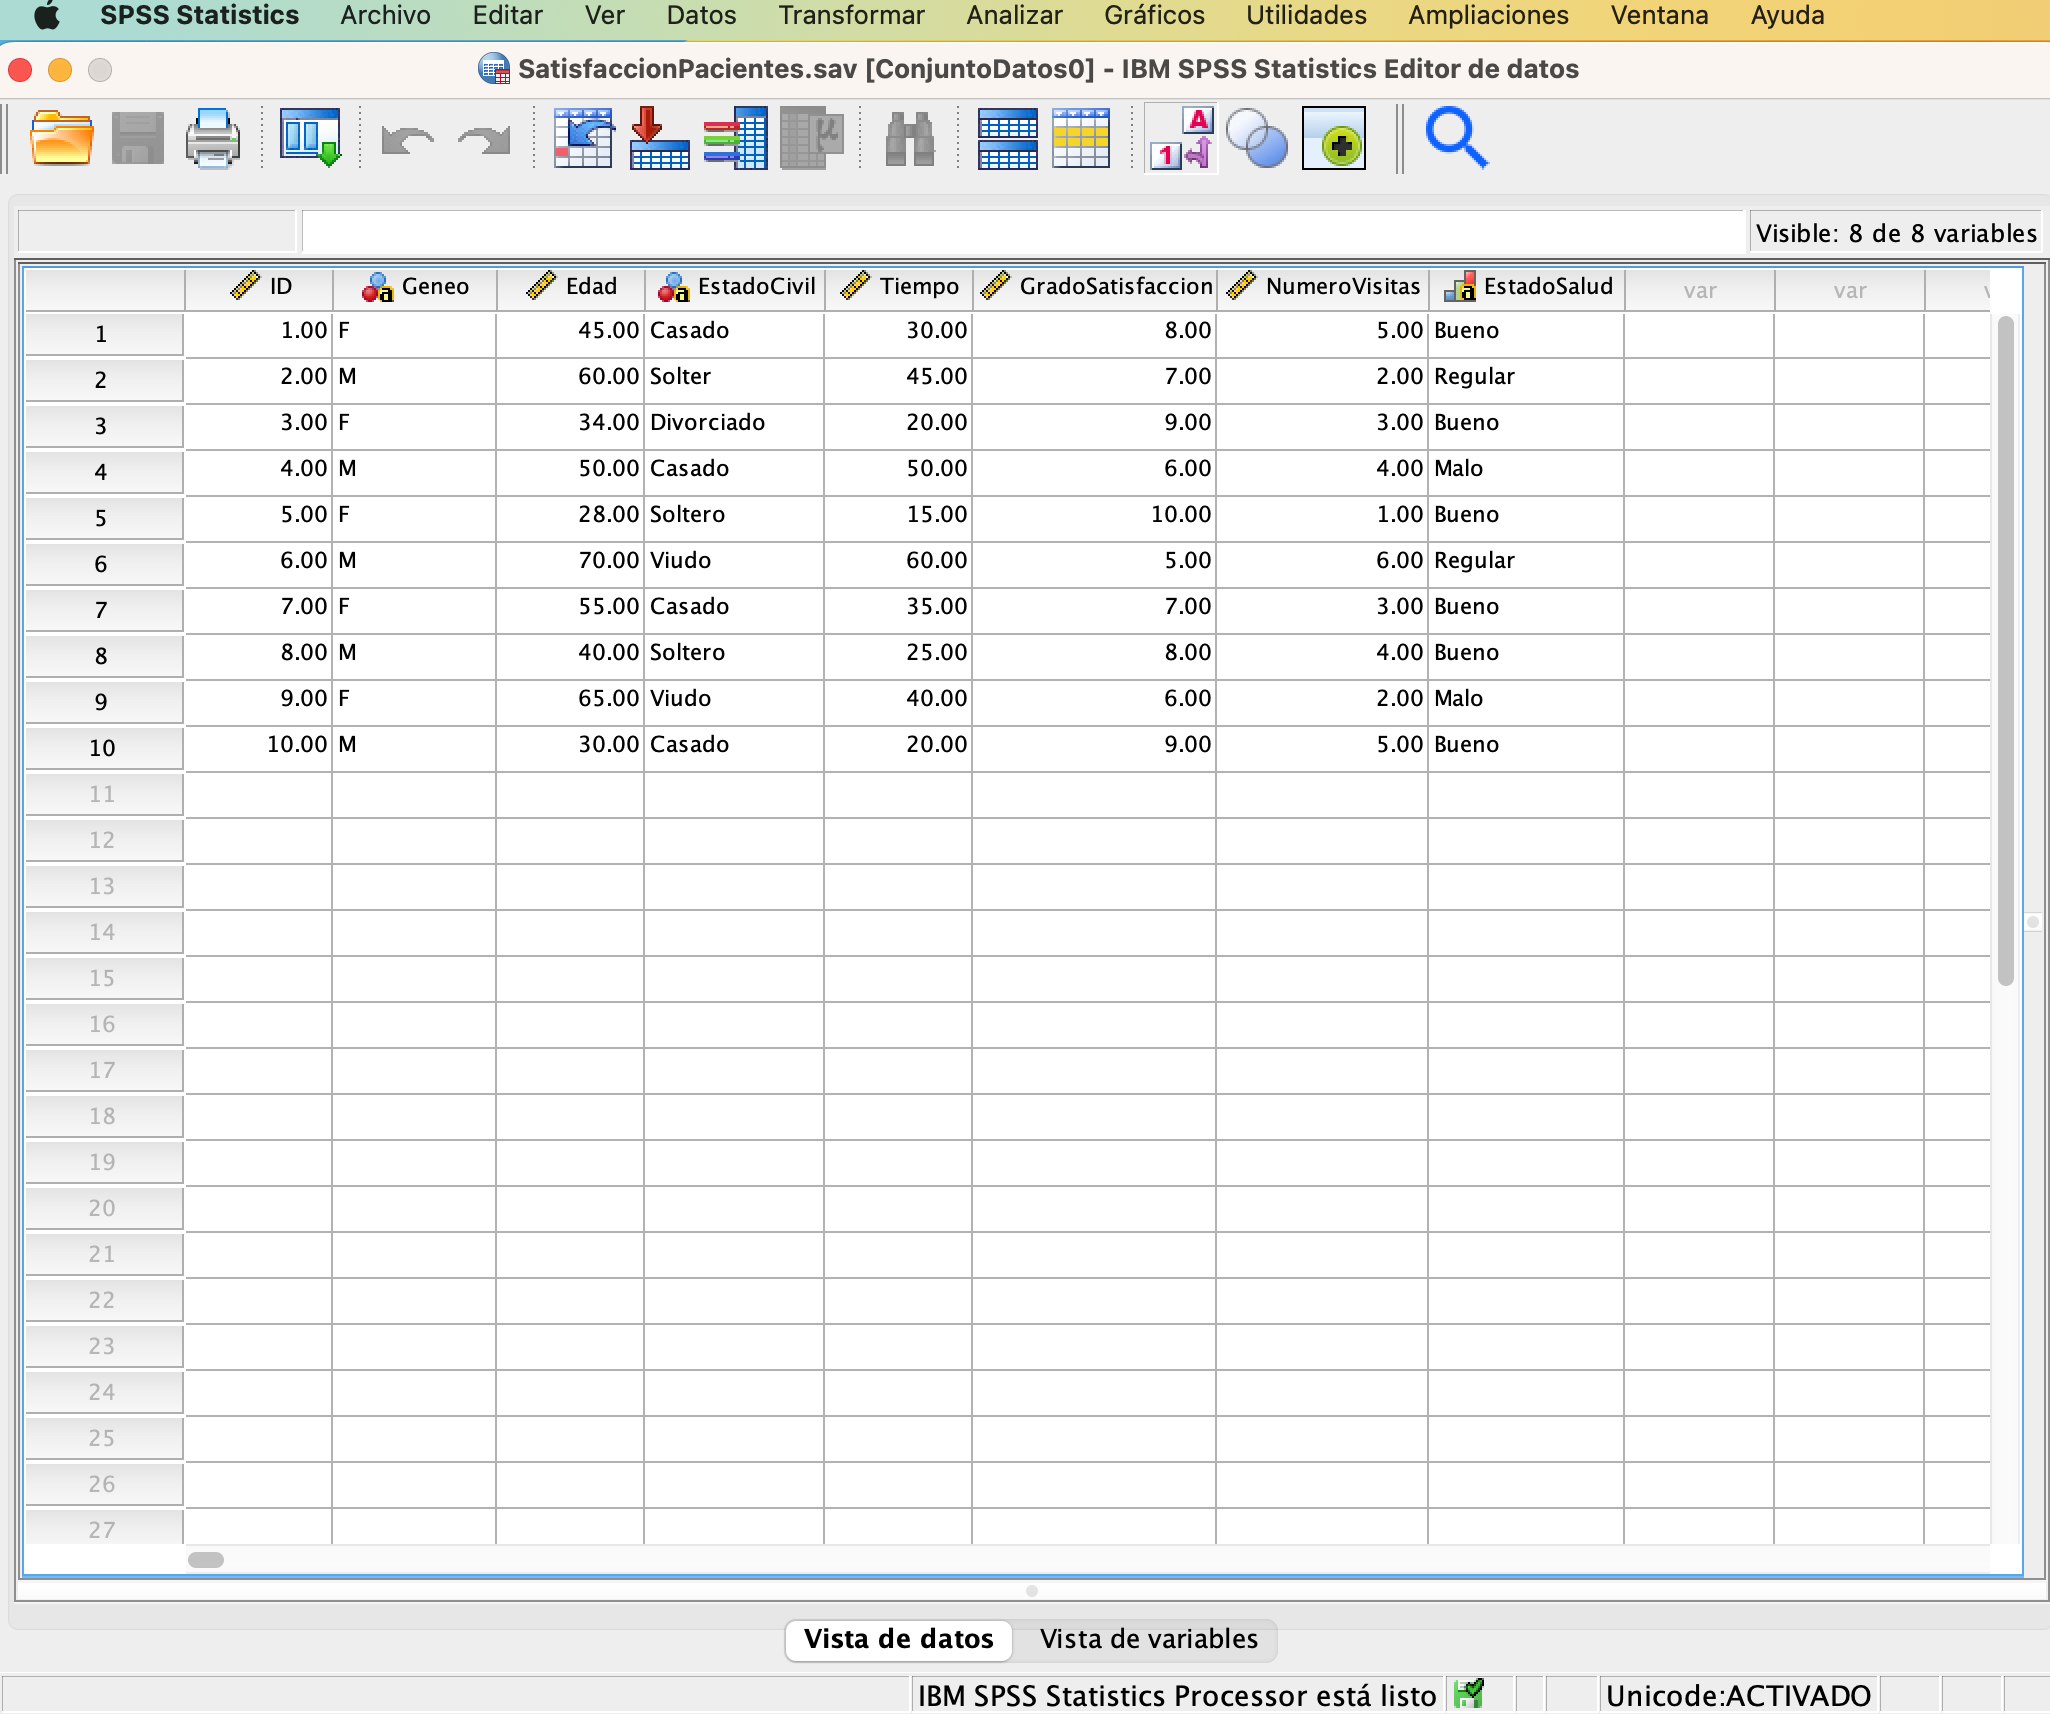 SPSS Statistics Archivo Editar Ver Datos Transformar Analizar Gráficos Utilidades Ampliaciones Ventana Ayuda
SatisfaccionPacientes.sav [ConjuntoDatos0] - IBM SPSS Statistics Editor de datos
Visible: 8 de 8 variables
ID Geneo Edad EstadoCivil Tiempo GradoSatisfaccion NumeroVisitas EstadoSalud var var
1 1.00 F 45.00 Casado 30.00 8.00 5.00 Bueno
2 2.00 M 60.00 Solter 45.00 7.00 2.00 Regular
3 3.00 F 34.00 Divorciado 20.00 9.00 3.00 Bueno
4 4.00 M 50.00 Casado 50.00 6.00 4.00 Malo
5 5.00 F 28.00 Soltero 15.00 10.00 1.00 Bueno
6 6.00 M 70.00 Viudo 60.00 5.00 6.00 Regular
7 7.00 F 55.00 Casado 35.00 7.00 3.00 Bueno
8 8.00 M 40.00 Soltero 25.00 8.00 4.00 Bueno
9 9.00 F 65.00 Viudo 40.00 6.00 2.00 Malo
10 10.00 M 30.00 Casado 20.00 9.00 5.00 Bueno
11
12
13
14
15
16
17
18
19
20
21
22
23
24
25
26
27
Vista de datos Vista de variables
IBM SPSS Statistics Processor está listo Unicode:ACTIVADO